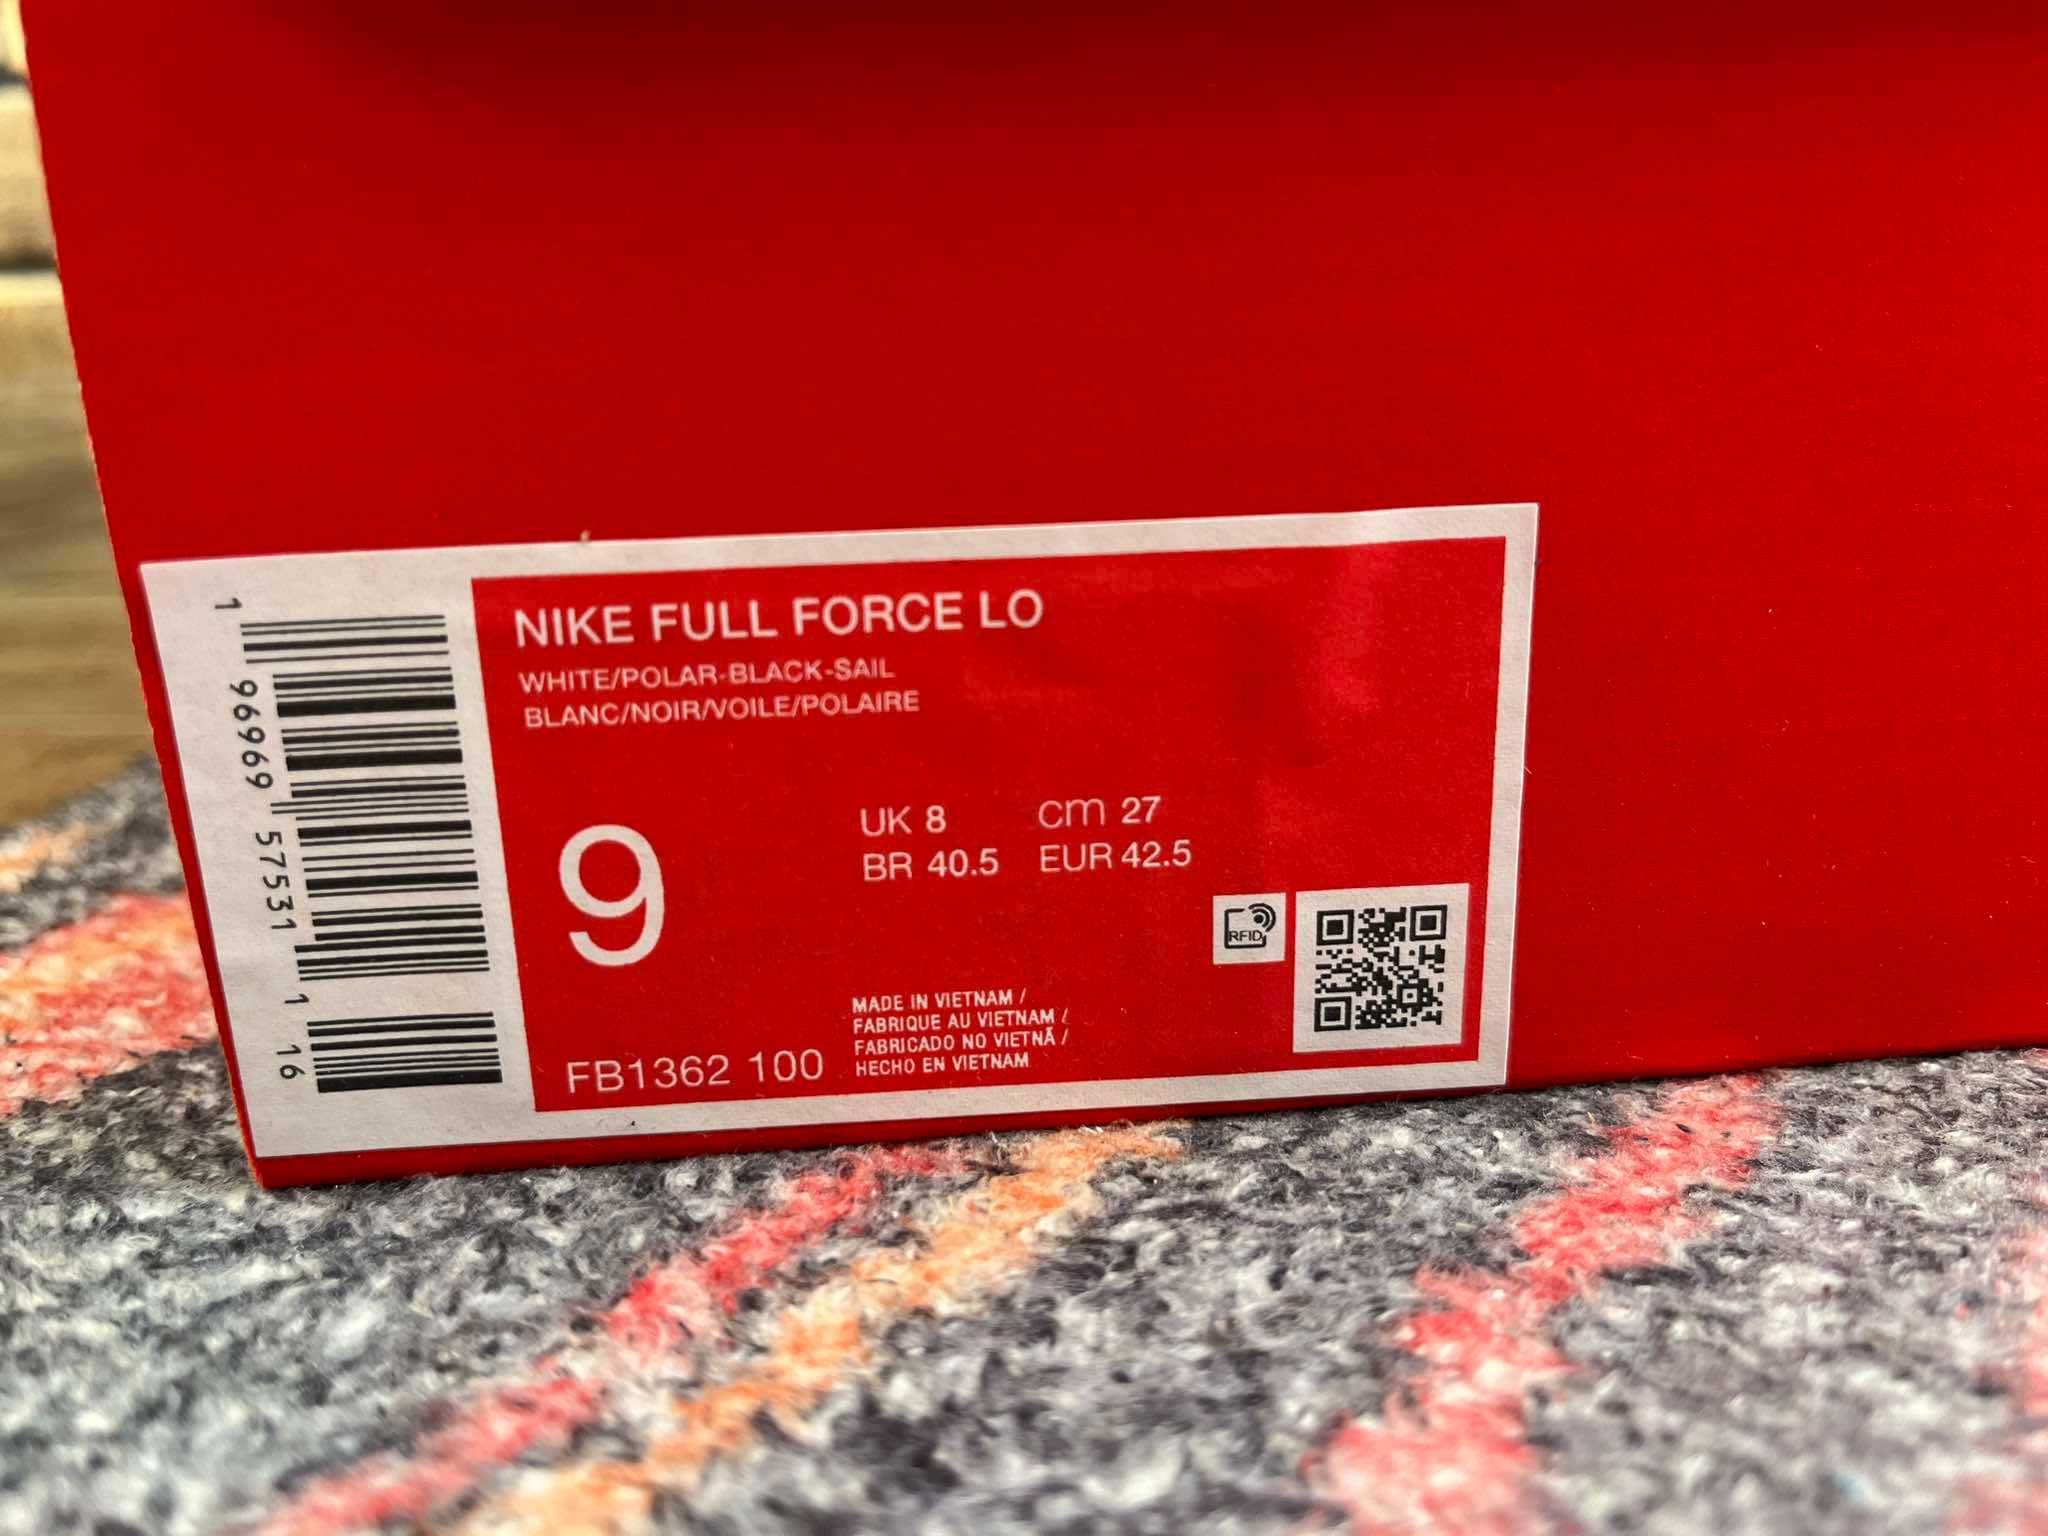 NIKE FULL FORCE LO
WHITE/POLAR-BLACK-SAIL
BLANC/NOIR/VOILE/POLAIRE
9
UK 8 cm 27
BR 40.5 EUR 42.5
RFID
MADE IN VIETNAM /
FABRIQUE AU VIETNAM /
FABRICADO NO VIETNÃ /
HECHO EN VIETNAM
FB1362 100
1 96969 57531 1 16